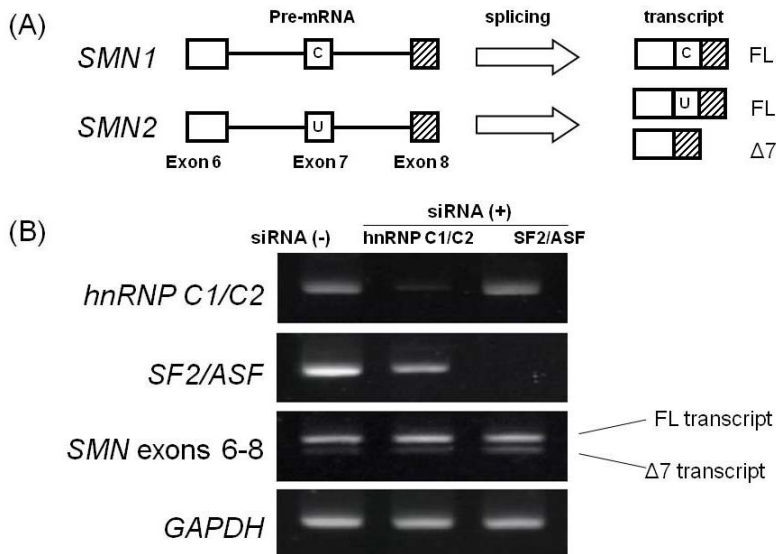 (A)
Pre-mRNA splicing transcript
SMN1 C C FL
SMN2 U U FL
Δ7
Exon 6 Exon 7 Exon 8
(B)
siRNA (+)
siRNA (-) hnRNP C1/C2 SF2/ASF
hnRNP C1/C2
SF2/ASF
FL transcript
SMN exons 6-8
Δ7 transcript
GAPDH